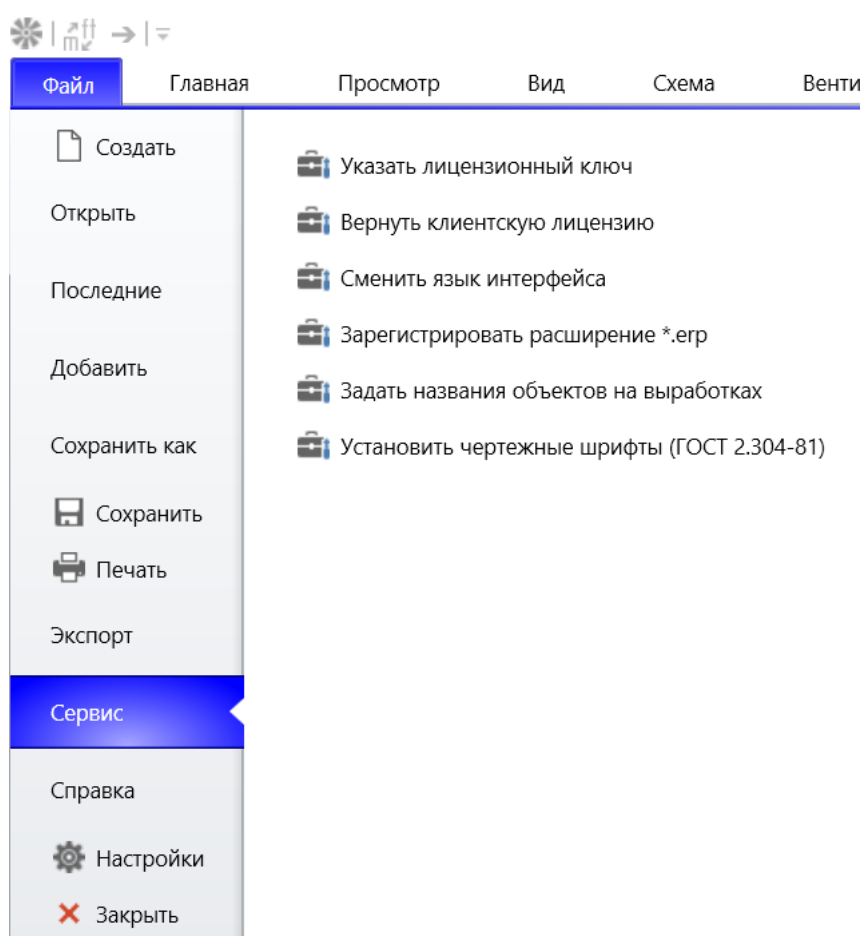 ft
m
Файл Главная Просмотр Вид Схема Венти
Создать
Открыть
Последние
Добавить
Сохранить как
Сохранить
Печать
Экспорт
Сервис
Справка
Настройки
Закрыть
Указать лицензионный ключ
Вернуть клиентскую лицензию
Сменить язык интерфейса
Зарегистрировать расширение *.erp
Задать названия объектов на выработках
Установить чертежные шрифты (ГОСТ 2.304-81)